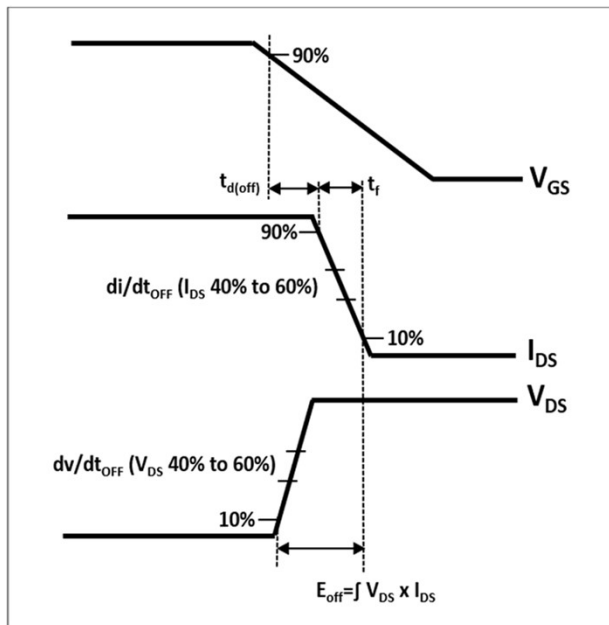 90%
V_GS
t_d(off) t_f
90%
di/dt_OFF (I_DS 40% to 60%)
10%
I_DS
V_DS
dv/dt_OFF (V_DS 40% to 60%)
10%
E_off=∫ V_DS x I_DS